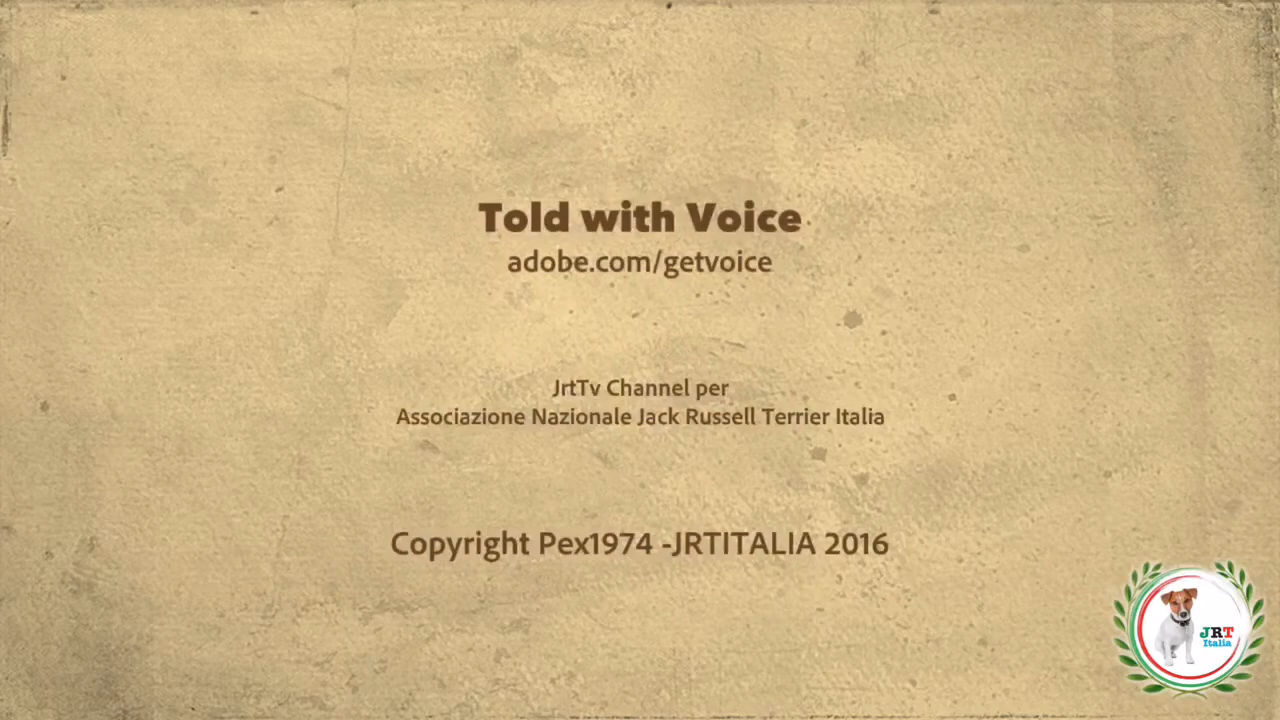 Told with Voice
adobe.com/getvoice
JrtTv Channel per
Associazione Nazionale Jack Russell Terrier Italia
Copyright Pex1974 -JRTITALIA 2016
JRT
Italia